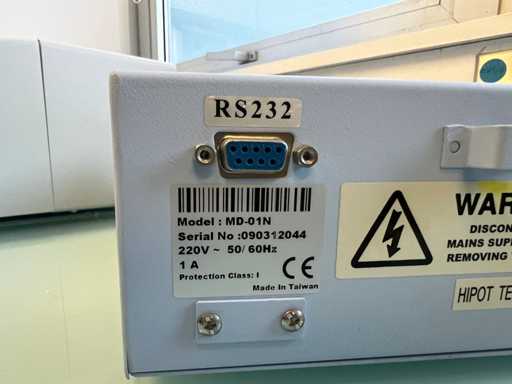 RS232
Model : MD-01N
Serial No :090312044
220V ~ 50/ 60Hz
1 A
Protection Class: I
CE
Made In Taiwan
DISCON
MAINS SUP
REMOVING
HIPOT TE